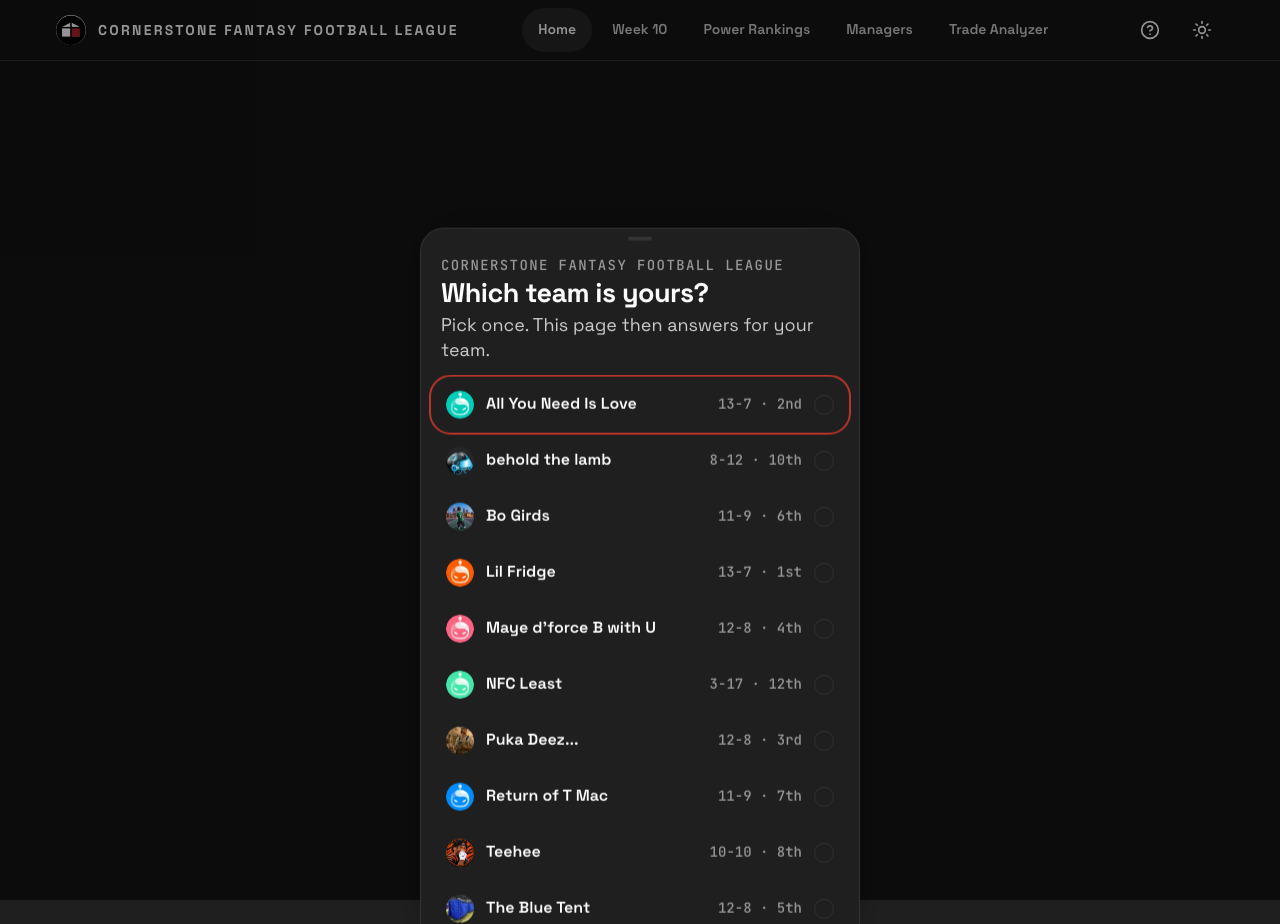 CORNERSTONE FANTASY FOOTBALL LEAGUE
Home Week 10 Power Rankings Managers Trade Analyzer
CORNERSTONE FANTASY FOOTBALL LEAGUE
Which team is yours?
Pick once. This page then answers for your
team.
All You Need Is Love 13-7 · 2nd
behold the lamb 8-12 · 10th
Bo Girds 11-9 · 6th
Lil Fridge 13-7 · 1st
Maye d’force B with U 12-8 · 4th
NFC Least 3-17 · 12th
Puka Deez... 12-8 · 3rd
Return of T Mac 11-9 · 7th
Teehee 10-10 · 8th
The Blue Tent 12-8 · 5th